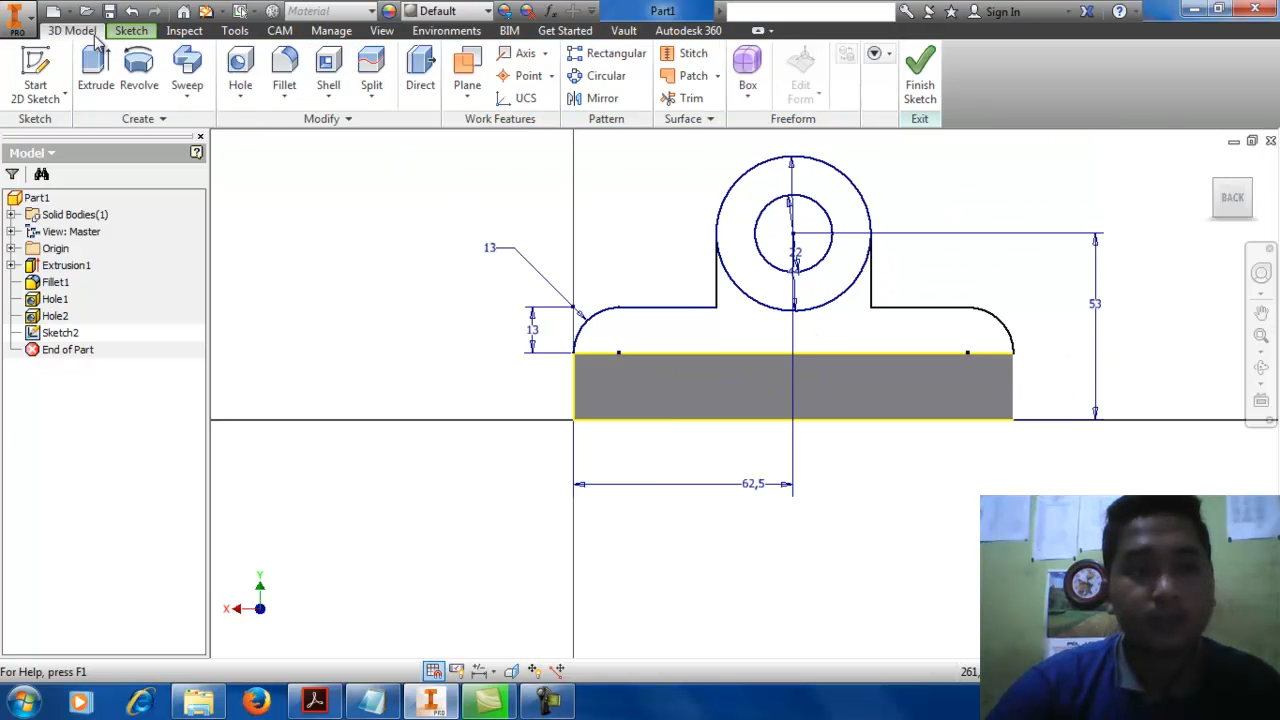 Material
Default
Part1
Sign In
PRO
3D Model
Sketch
Inspect
Tools
CAM
Manage
View
Environments
BIM
Get Started
Vault
Autodesk 360
Start
2D Sketch
Extrude
Revolve
Sweep
Hole
Fillet
Shell
Split
Direct
Plane
Axis
Point
UCS
Rectangular
Circular
Mirror
Stitch
Patch
Trim
Box
Edit
Form
Finish
Sketch
Sketch
Create
Modify
Work Features
Pattern
Surface
Freeform
Exit
Model
Part1
Solid Bodies(1)
View: Master
Origin
Extrusion1
Fillet1
Hole1
Hole2
Sketch2
End of Part
BACK
13
22
13
53
62,5
Y
X
For Help, press F1
261,
PRO